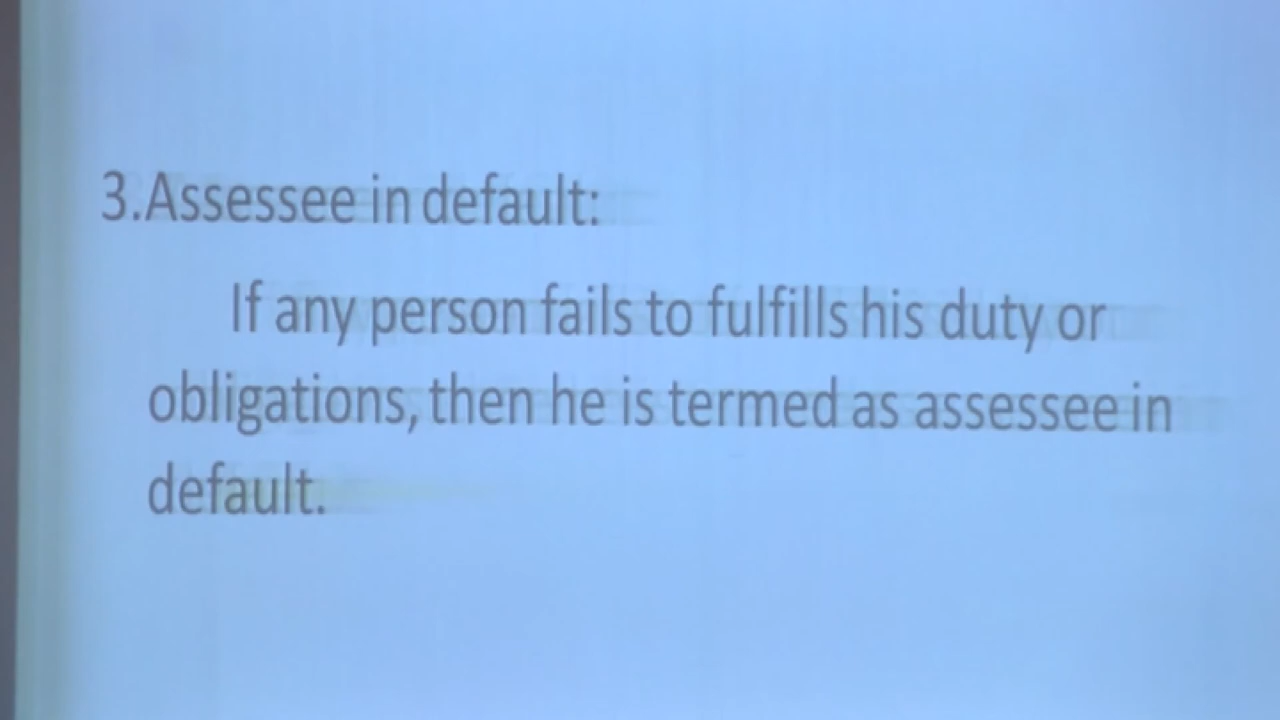 3.Assessee in default:
If any person fails to fulfills his duty or
obligations, then he is termed as assessee in
default.